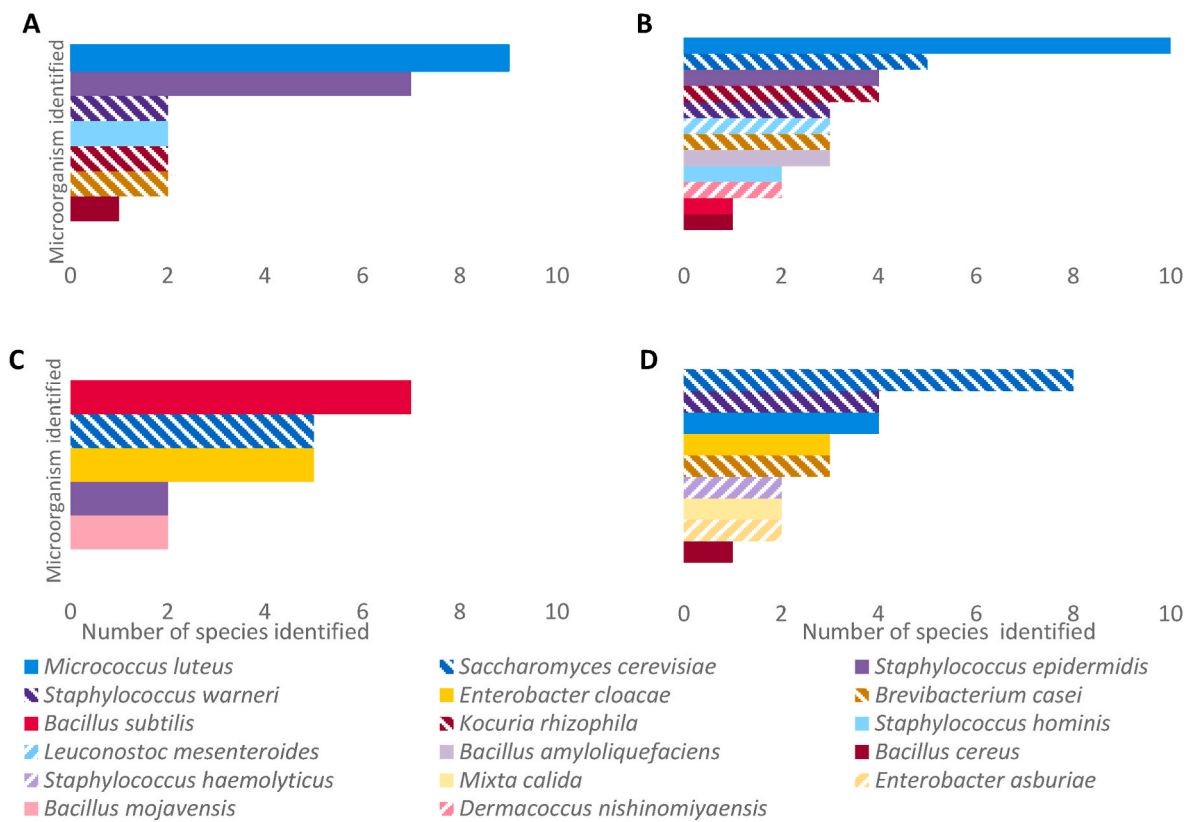 A
B
Microorganism identified
0 2 4 6 8 10
0 2 4 6 8 10
C
D
Microorganism identified
0 2 4 6 8 10
0 2 4 6 8 10
Number of species identified
Number of species identified
Micrococcus luteus
Saccharomyces cerevisiae
Staphylococcus epidermidis
Staphylococcus warneri
Enterobacter cloacae
Brevibacterium casei
Bacillus subtilis
Kocuria rhizophila
Staphylococcus hominis
Leuconostoc mesenteroides
Bacillus amyloliquefaciens
Bacillus cereus
Staphylococcus haemolyticus
Mixta calida
Enterobacter asburiae
Bacillus mojavensis
Dermacoccus nishinomiyaensis